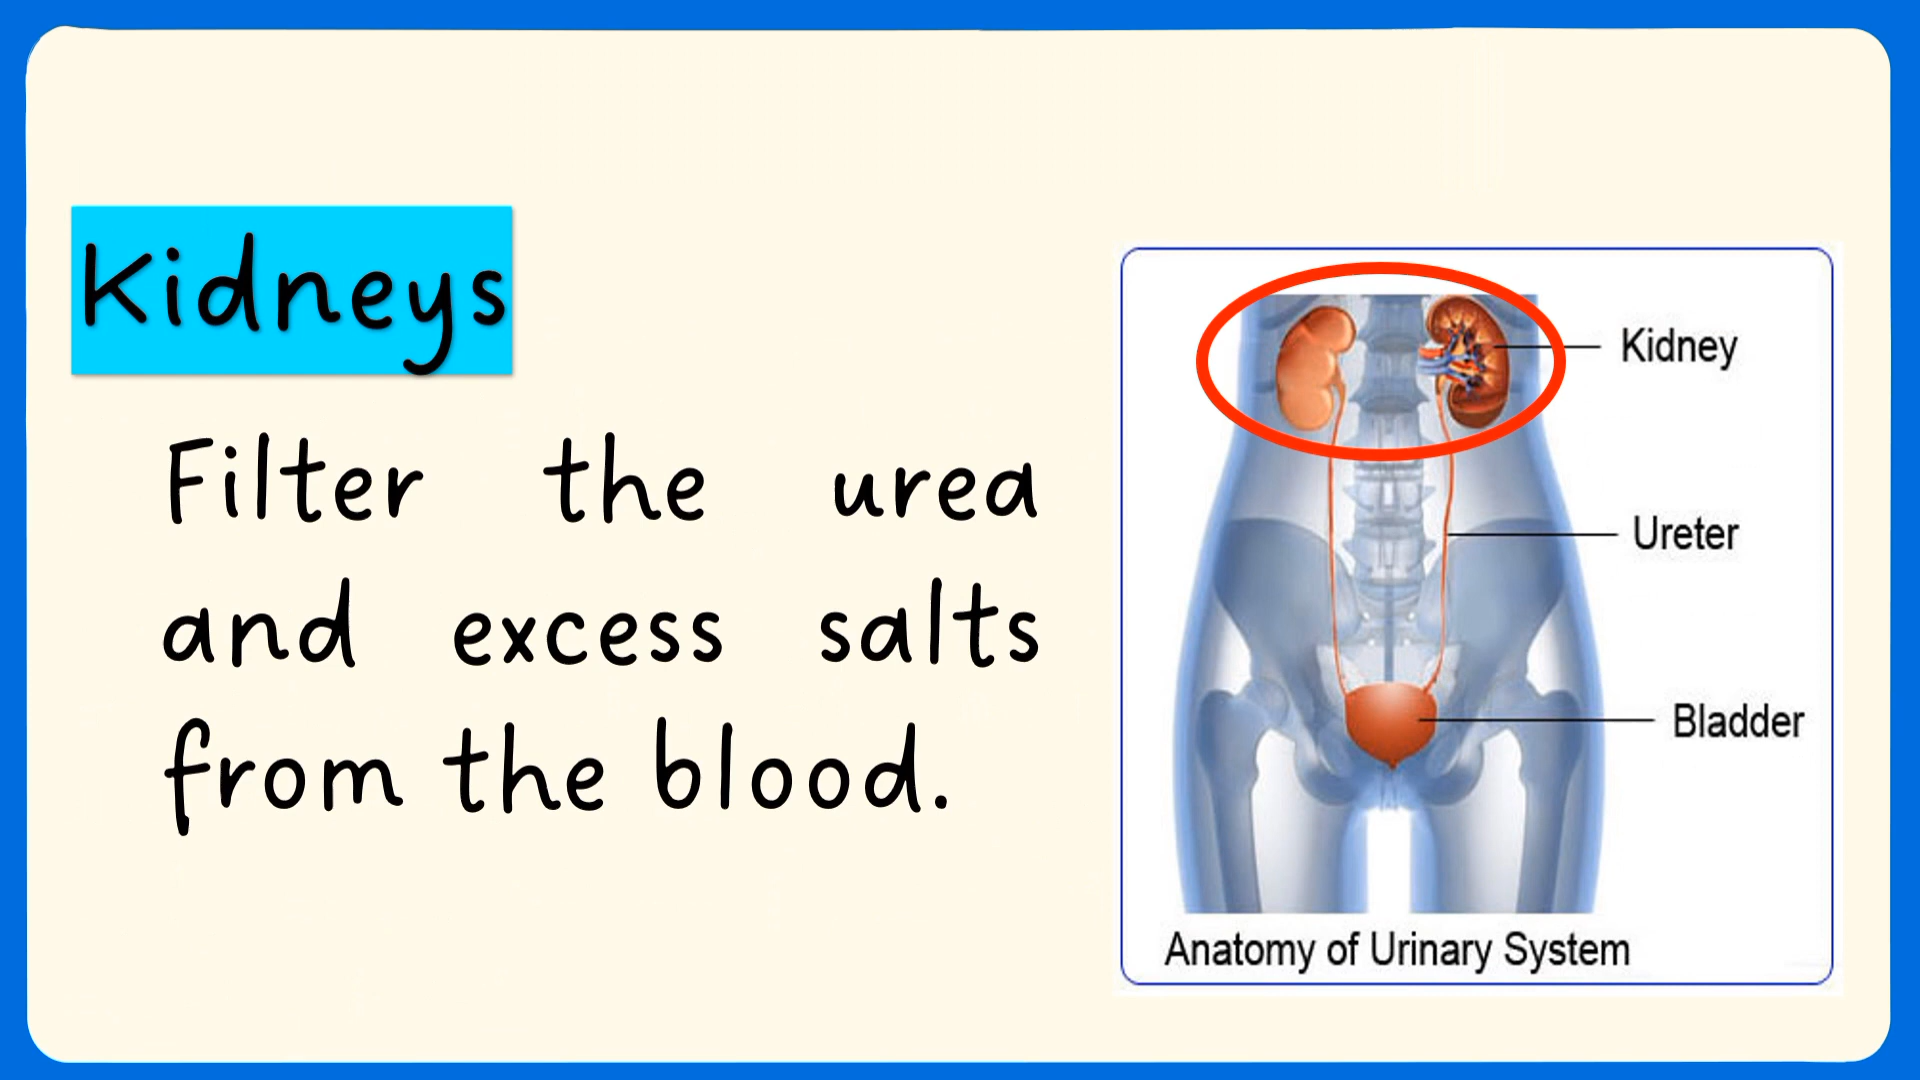 Kidneys
Filter the urea
and excess salts
from the blood.
Kidney
Ureter
Bladder
Anatomy of Urinary System